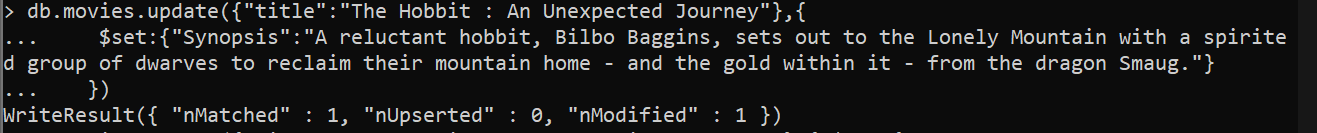 > db.movies.update({"title":"The Hobbit : An Unexpected Journey"},{
...     $set:{"Synopsis":"A reluctant hobbit, Bilbo Baggins, sets out to the Lonely Mountain with a spirite
d group of dwarves to reclaim their mountain home - and the gold within it - from the dragon Smaug."}
...    })
WriteResult({ "nMatched" : 1, "nUpserted" : 0, "nModified" : 1 })